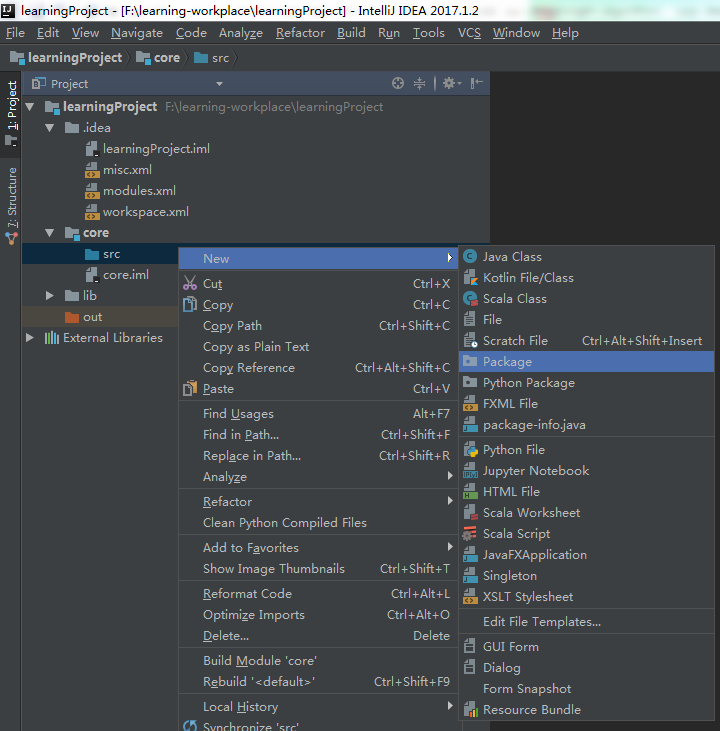 learningProject - [F:\learning-workplace\learningProject] - IntelliJ IDEA 2017.1.2
File Edit View Navigate Code Analyze Refactor Build Run Tools VCS Window Help
learningProject core src
1: Project
7: Structure
Project
learningProject F:\learning-workplace\learningProject
.idea
learningProject.iml
misc.xml
modules.xml
workspace.xml
core
src
core.iml
lib
out
External Libraries
New
Cut Ctrl+X
Copy Ctrl+C
Copy Path Ctrl+Shift+C
Copy as Plain Text
Copy Reference Ctrl+Alt+Shift+C
Paste Ctrl+V
Find Usages Alt+F7
Find in Path... Ctrl+Shift+F
Replace in Path... Ctrl+Shift+R
Analyze
Refactor
Clean Python Compiled Files
Add to Favorites
Show Image Thumbnails Ctrl+Shift+T
Reformat Code Ctrl+Alt+L
Optimize Imports Ctrl+Alt+O
Delete... Delete
Build Module 'core'
Rebuild '<default>' Ctrl+Shift+F9
Local History
Synchronize 'src'
Java Class
Kotlin File/Class
Scala Class
File
Scratch File Ctrl+Alt+Shift+Insert
Package
Python Package
FXML File
package-info.java
Python File
Jupyter Notebook
HTML File
Scala Worksheet
Scala Script
JavaFXApplication
Singleton
XSLT Stylesheet
Edit File Templates...
GUI Form
Dialog
Form Snapshot
Resource Bundle